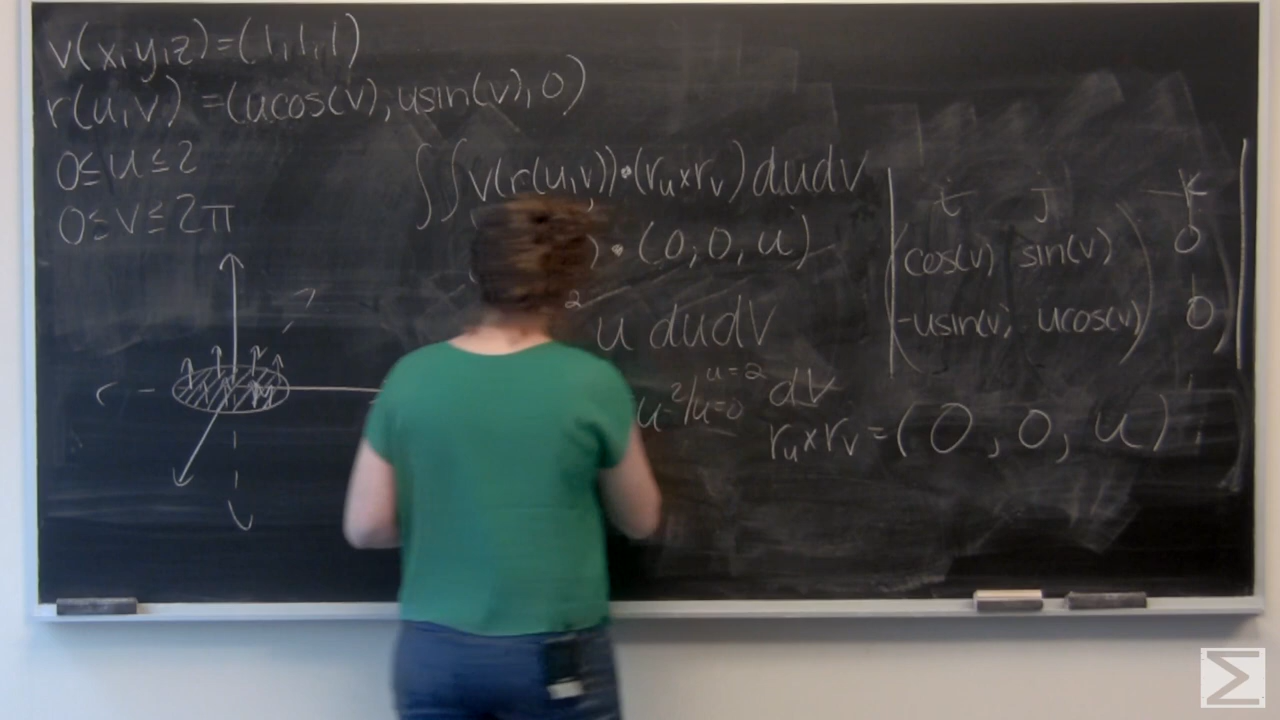 v(x,y,z)=(1,1,1)
r(u,v) =(ucos(v),usin(v),0)
0≤u≤2
0≤v≤2π
∫∫v(r(u,v))•(rᵤ×rᵥ)dudv
)•(0,0,u)
2
u dudv
u²/u=0 u=2 dv
i j k
cos(v) sin(v) 0
-usin(v) ucos(v) 0
rᵤ×rᵥ=(0,0,u)
Σ